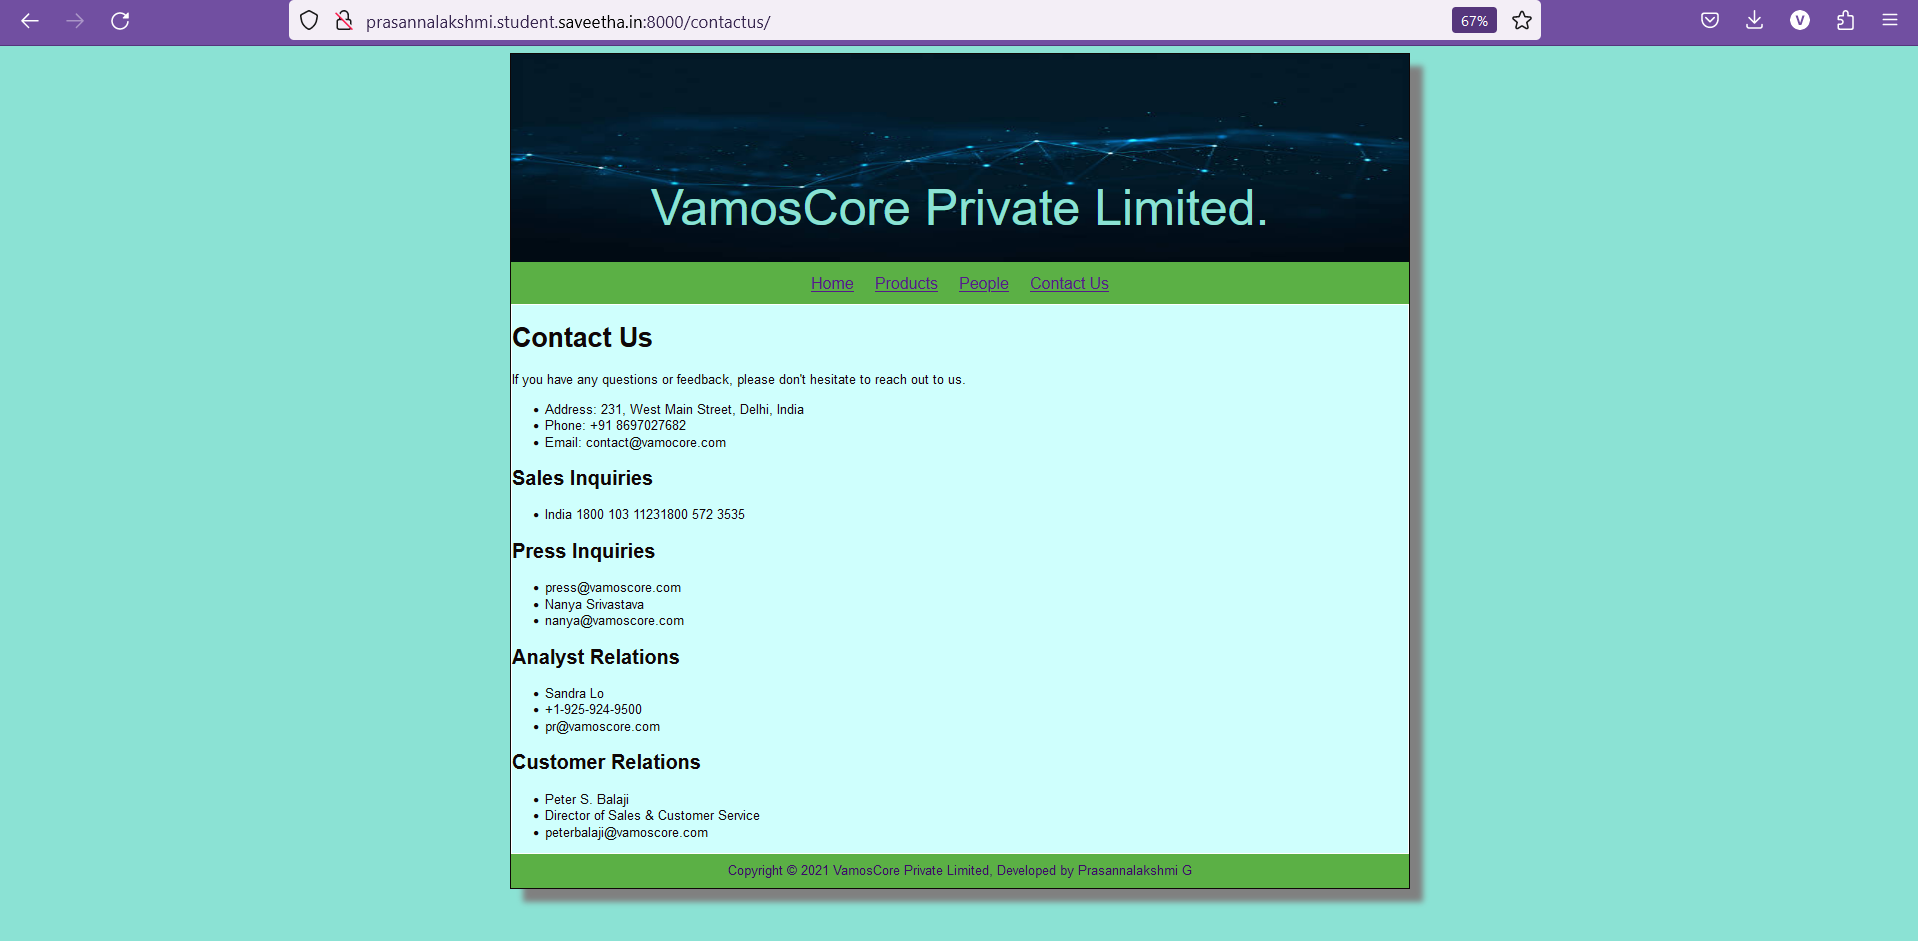 prasannalakshmi.student.saveetha.in:8000/contactus/
67%
V
VamosCore Private Limited.
Home Products People Contact Us
Contact Us
If you have any questions or feedback, please don't hesitate to reach out to us.
• Address: 231, West Main Street, Delhi, India
• Phone: +91 8697027682
• Email: contact@vamocore.com
Sales Inquiries
• India 1800 103 11231800 572 3535
Press Inquiries
• press@vamoscore.com
• Nanya Srivastava
• nanya@vamoscore.com
Analyst Relations
• Sandra Lo
• +1-925-924-9500
• pr@vamoscore.com
Customer Relations
• Peter S. Balaji
• Director of Sales & Customer Service
• peterbalaji@vamoscore.com
Copyright © 2021 VamosCore Private Limited, Developed by Prasannalakshmi G